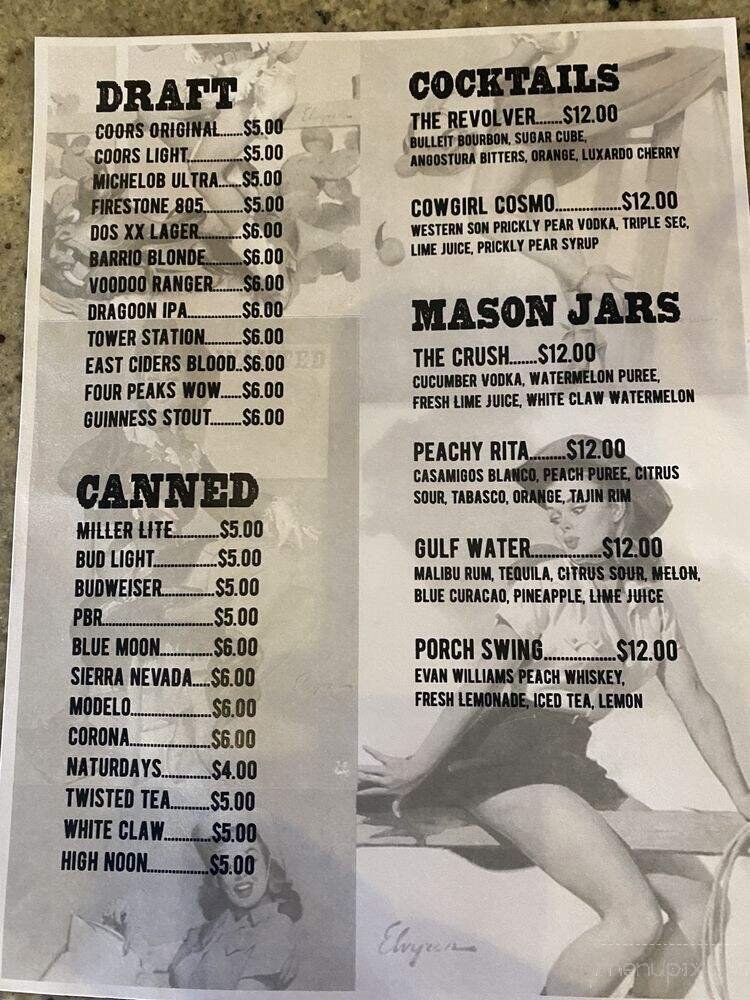 DRAFT
COORS ORIGINAL......$5.00
COORS LIGHT..............$5.00
MICHELOB ULTRA......$5.00
FIRESTONE 805..........$5.00
DOS XX LAGER...........$6.00
BARRIO BLONDE.........$6.00
VOODOO RANGER.......$6.00
DRAGOON IPA..............$6.00
TOWER STATION.........$6.00
EAST CIDERS BLOOD..$6.00
FOUR PEAKS WOW.....$6.00
GUINNESS STOUT........$6.00
CANNED
MILLER LITE............$5.00
BUD LIGHT.................$5.00
BUDWEISER...............$5.00
PBR..............................$5.00
BLUE MOON..............$6.00
SIERRA NEVADA.....$6.00
MODELO.....................$6.00
CORONA.....................$6.00
NATURDAYS.............$4.00
TWISTED TEA..........$5.00
WHITE CLAW............$5.00
HIGH NOON...............$5.00
COCKTAILS
THE REVOLVER......$12.00
BULLEIT BOURBON, SUGAR CUBE,
ANGOSTURA BITTERS, ORANGE, LUXARDO CHERRY
COWGIRL COSMO...............$12.00
WESTERN SON PRICKLY PEAR VODKA, TRIPLE SEC,
LIME JUICE, PRICKLY PEAR SYRUP
MASON JARS
THE CRUSH......$12.00
CUCUMBER VODKA, WATERMELON PUREE,
FRESH LIME JUICE, WHITE CLAW WATERMELON
PEACHY RITA.........$12.00
CASAMIGOS BLANCO, PEACH PUREE, CITRUS
SOUR, TABASCO, ORANGE, TAJIN RIM
GULF WATER.................$12.00
MALIBU RUM, TEQUILA, CITRUS SOUR, MELON,
BLUE CURACAO, PINEAPPLE, LIME JUICE
PORCH SWING.................$12.00
EVAN WILLIAMS PEACH WHISKEY,
FRESH LEMONADE, ICED TEA, LEMON
Elvgren
menupix